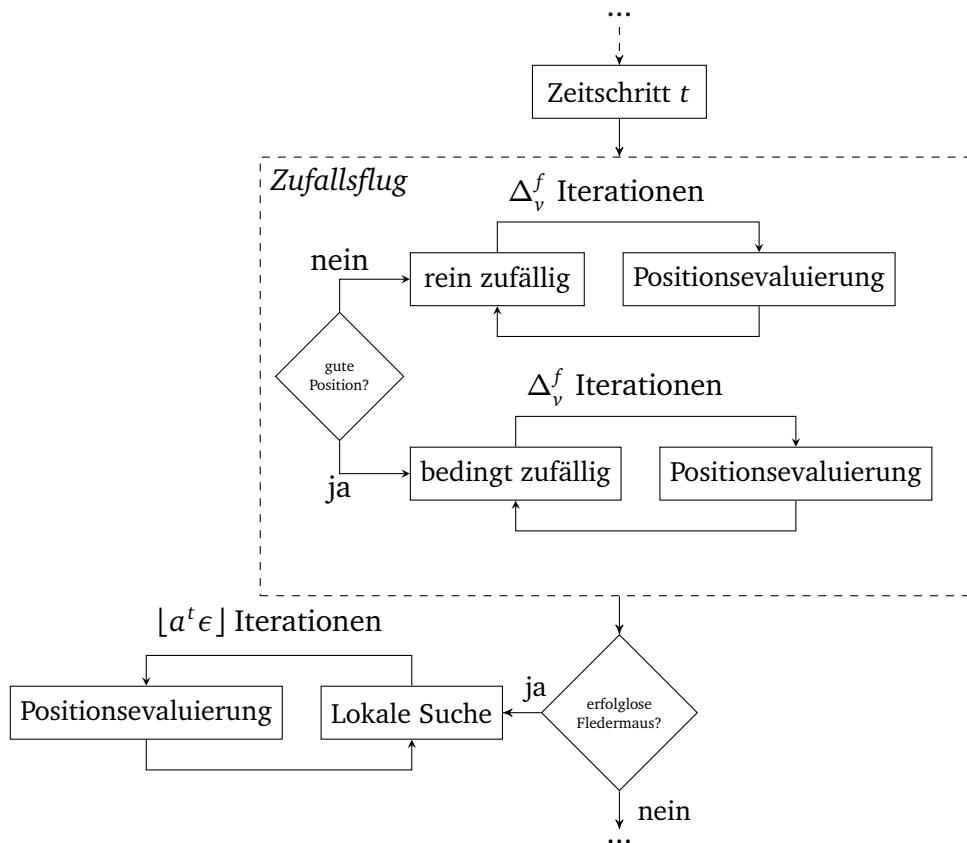 ...
Zeitschritt t
Zufallsflug
Δ_v^f Iterationen
nein
rein zufällig
Positionsevaluierung
gute
Position?
Δ_v^f Iterationen
ja
bedingt zufällig
Positionsevaluierung
⌊a^t ϵ⌋ Iterationen
Positionsevaluierung
Lokale Suche
ja
erfolglose
Fledermaus?
nein
...